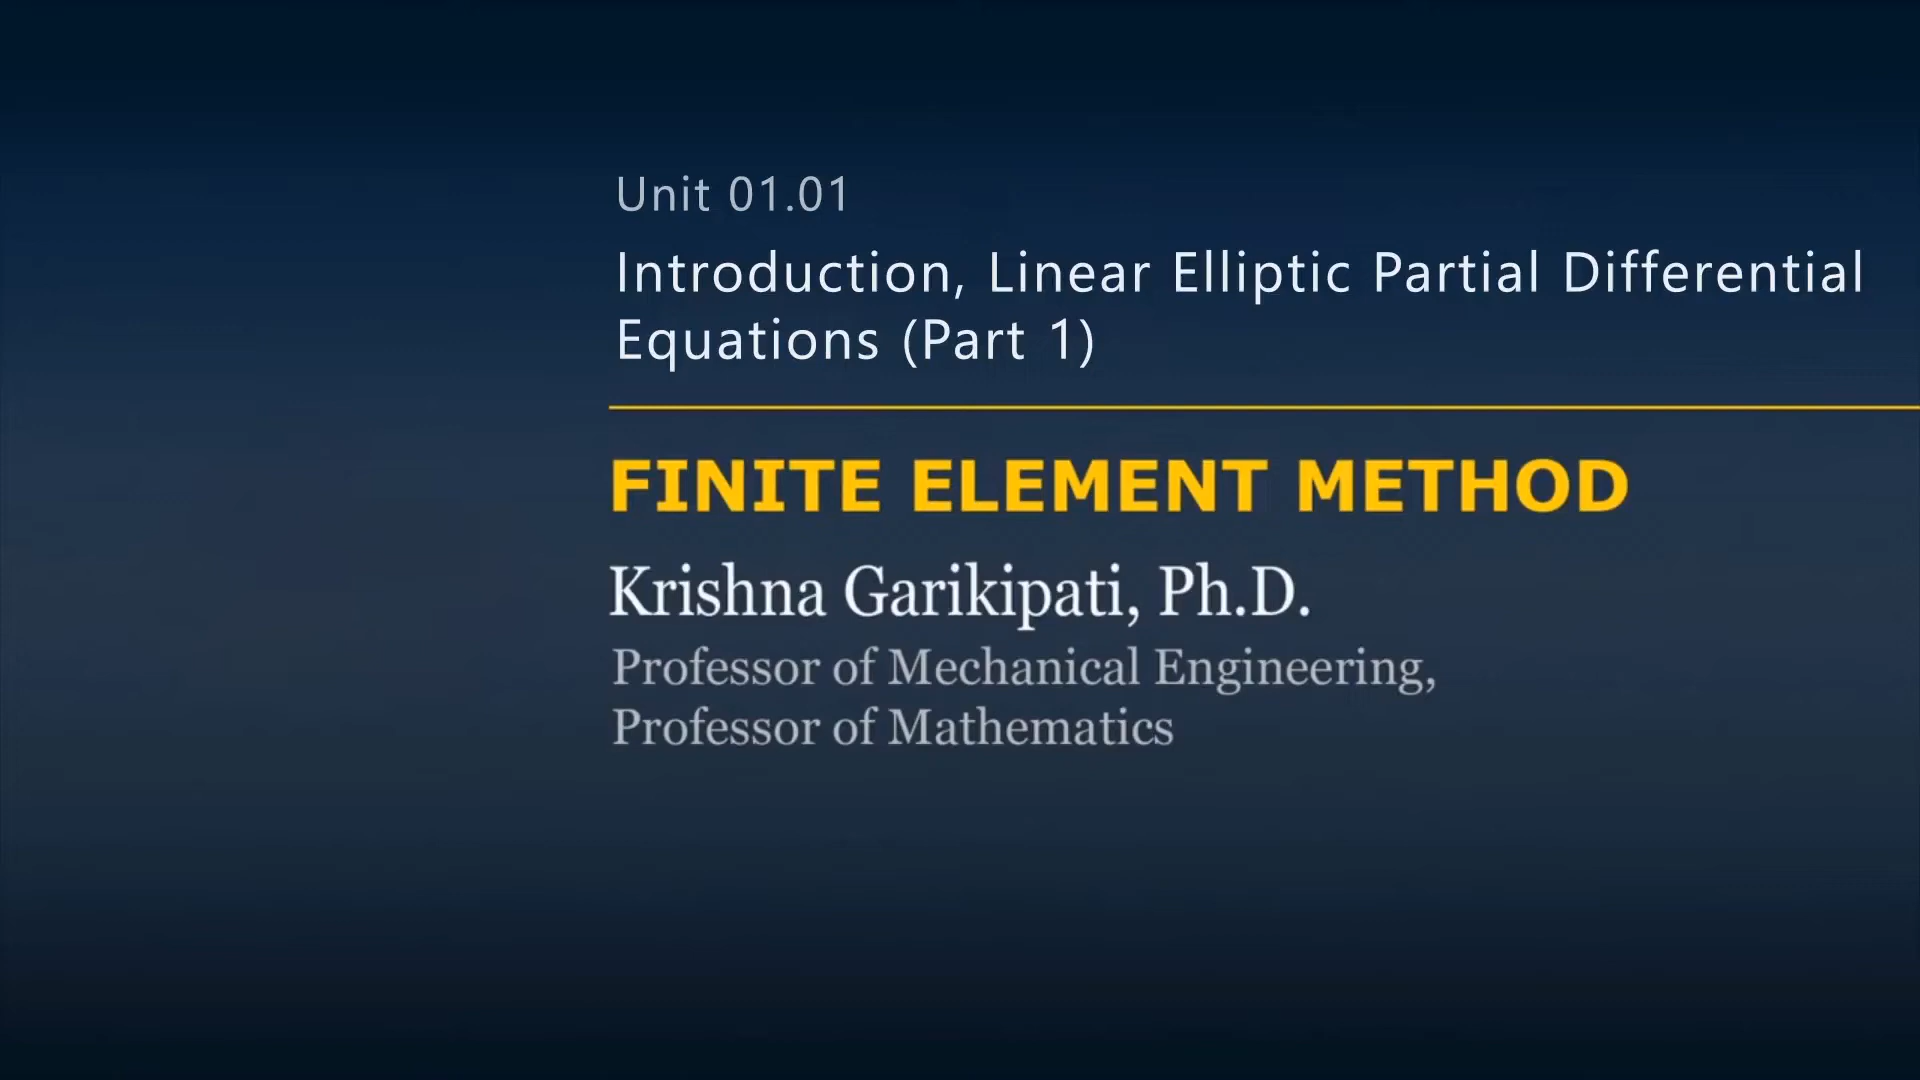 Unit 01.01
Introduction, Linear Elliptic Partial Differential
Equations (Part 1)
FINITE ELEMENT METHOD
Krishna Garikipati, Ph.D.
Professor of Mechanical Engineering,
Professor of Mathematics